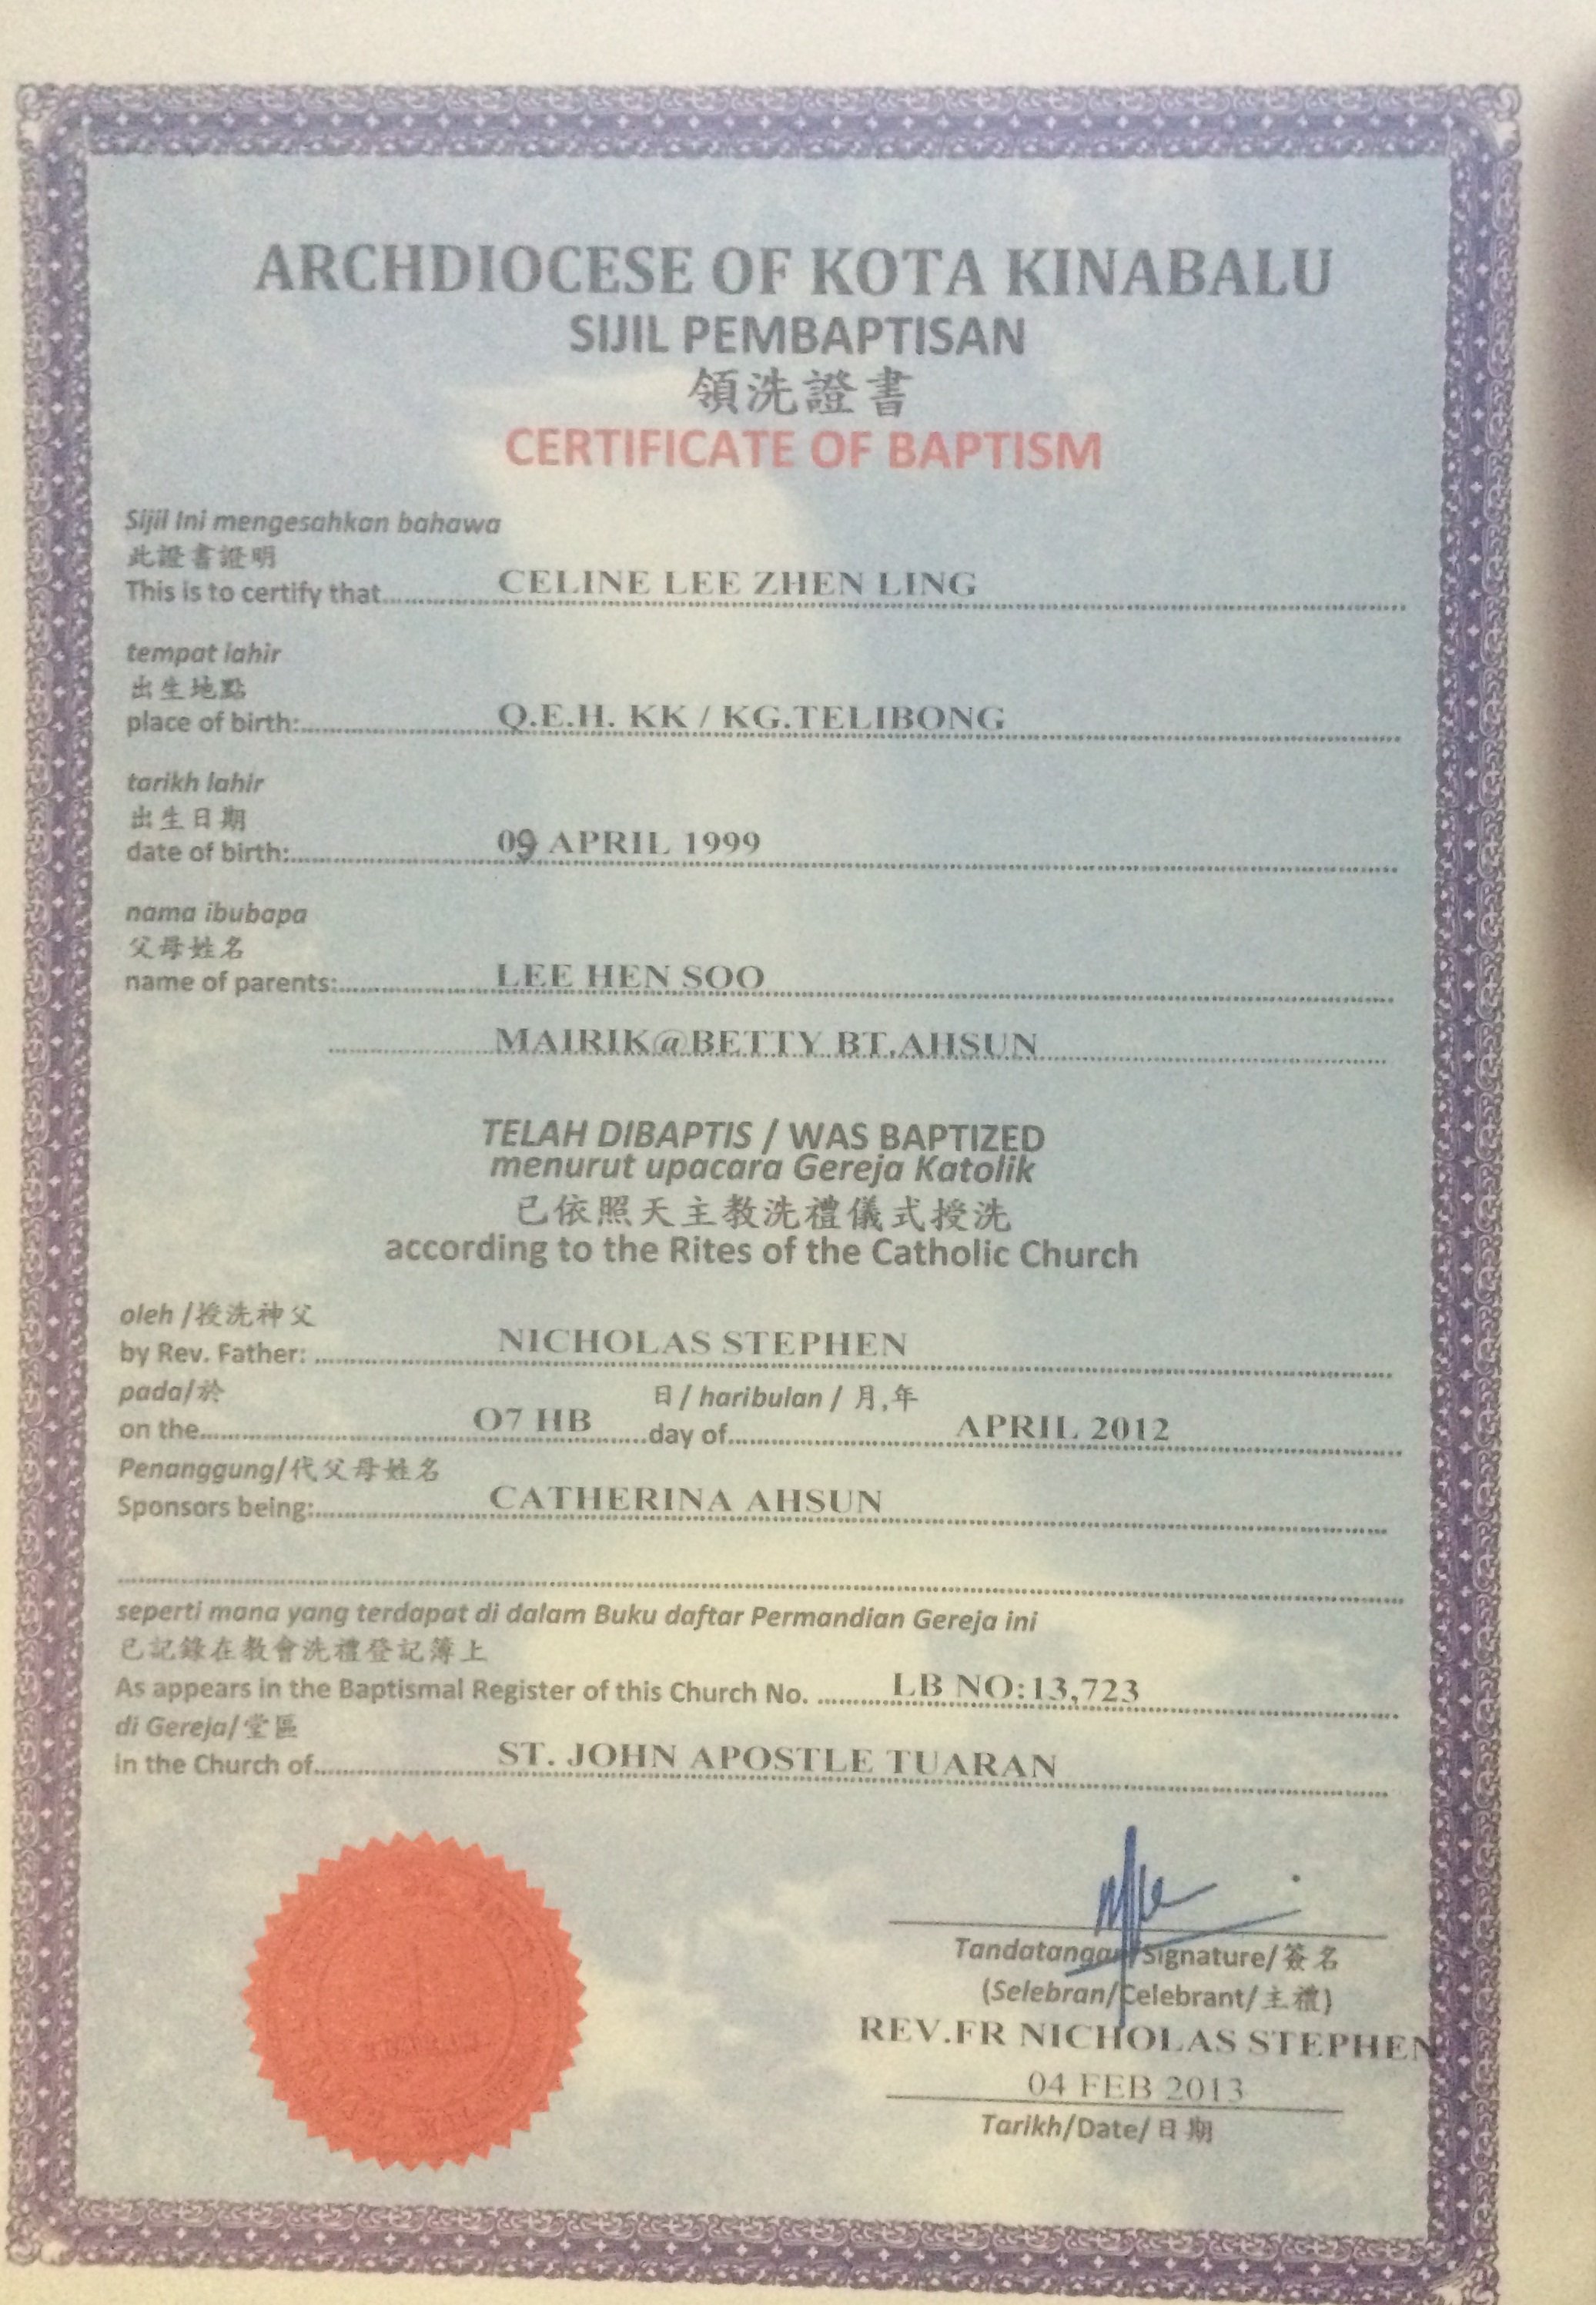 ARCHDIOCESE OF KOTA KINABALU
SIJIL PEMBAPTISAN
領洗證書
CERTIFICATE OF BAPTISM
Sijil Ini mengesahkan bahawa
此證書證明
This is to certify that CELINE LEE ZHEN LING
tempat lahir
出生地點
place of birth: Q.E.H. KK / KG.TELIBONG
tarikh lahir
出生日期
date of birth: 09 APRIL 1999
nama ibubapa
父母姓名
name of parents: LEE HEN SOO
MAIRIK@BETTY BT.AHSUN
TELAH DIBAPTIS / WAS BAPTIZED
menurut upacara Gereja Katolik
已依照天主教洗禮儀式授洗
according to the Rites of the Catholic Church
oleh /授洗神父
by Rev. Father: NICHOLAS STEPHEN
pada/於 日/ haribulan / 月,年
on the O7 HB day of APRIL 2012
Penanggung/代父母姓名
Sponsors being: CATHERINA AHSUN
seperti mana yang terdapat di dalam Buku daftar Permandian Gereja ini
已記錄在教會洗禮登記簿上
As appears in the Baptismal Register of this Church No. LB NO:13,723
di Gereja/堂區
in the Church of ST. JOHN APOSTLE TUARAN
Tandatangan/Signature/簽名
(Selebran/Celebrant/主禮)
REV.FR NICHOLAS STEPHEN
04 FEB 2013
Tarikh/Date/日期